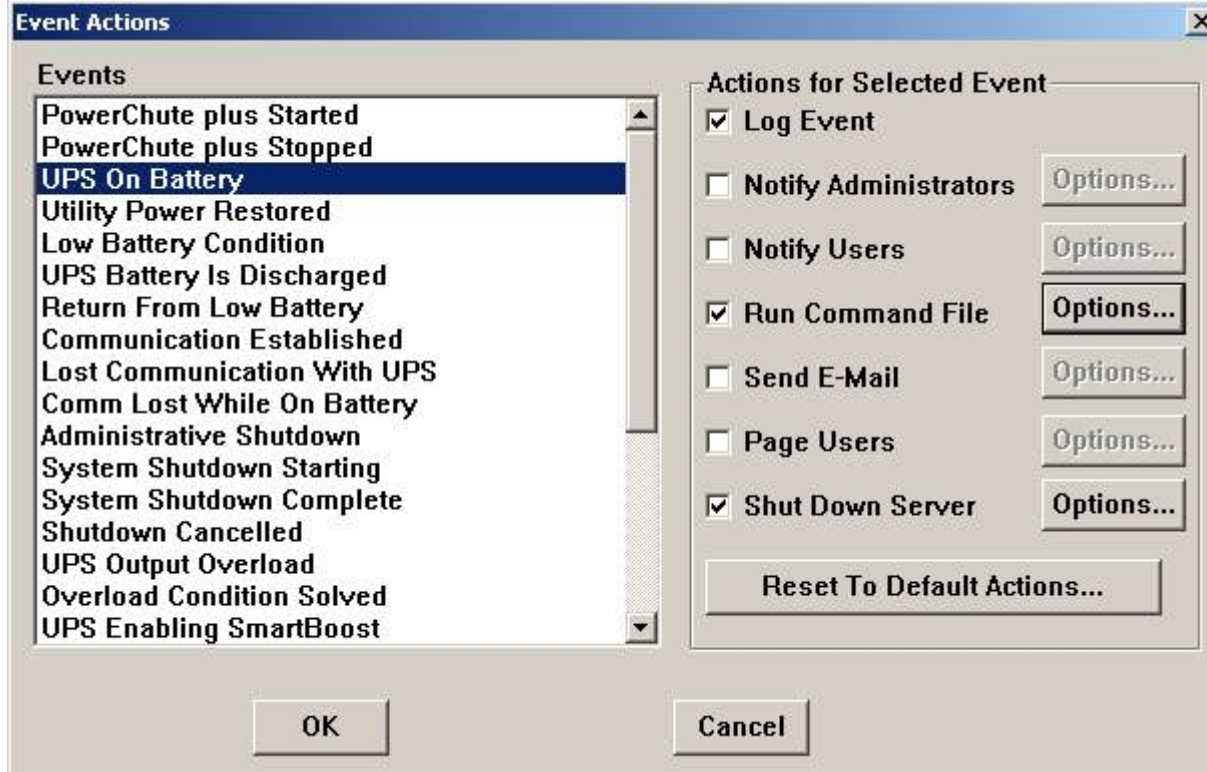 Event Actions
Events
PowerChute plus Started
PowerChute plus Stopped
UPS On Battery
Utility Power Restored
Low Battery Condition
UPS Battery Is Discharged
Return From Low Battery
Communication Established
Lost Communication With UPS
Comm Lost While On Battery
Administrative Shutdown
System Shutdown Starting
System Shutdown Complete
Shutdown Cancelled
UPS Output Overload
Overload Condition Solved
UPS Enabling SmartBoost
Actions for Selected Event
Log Event
Notify Administrators Options...
Notify Users Options...
Run Command File Options...
Send E-Mail Options...
Page Users Options...
Shut Down Server Options...
Reset To Default Actions...
OK Cancel